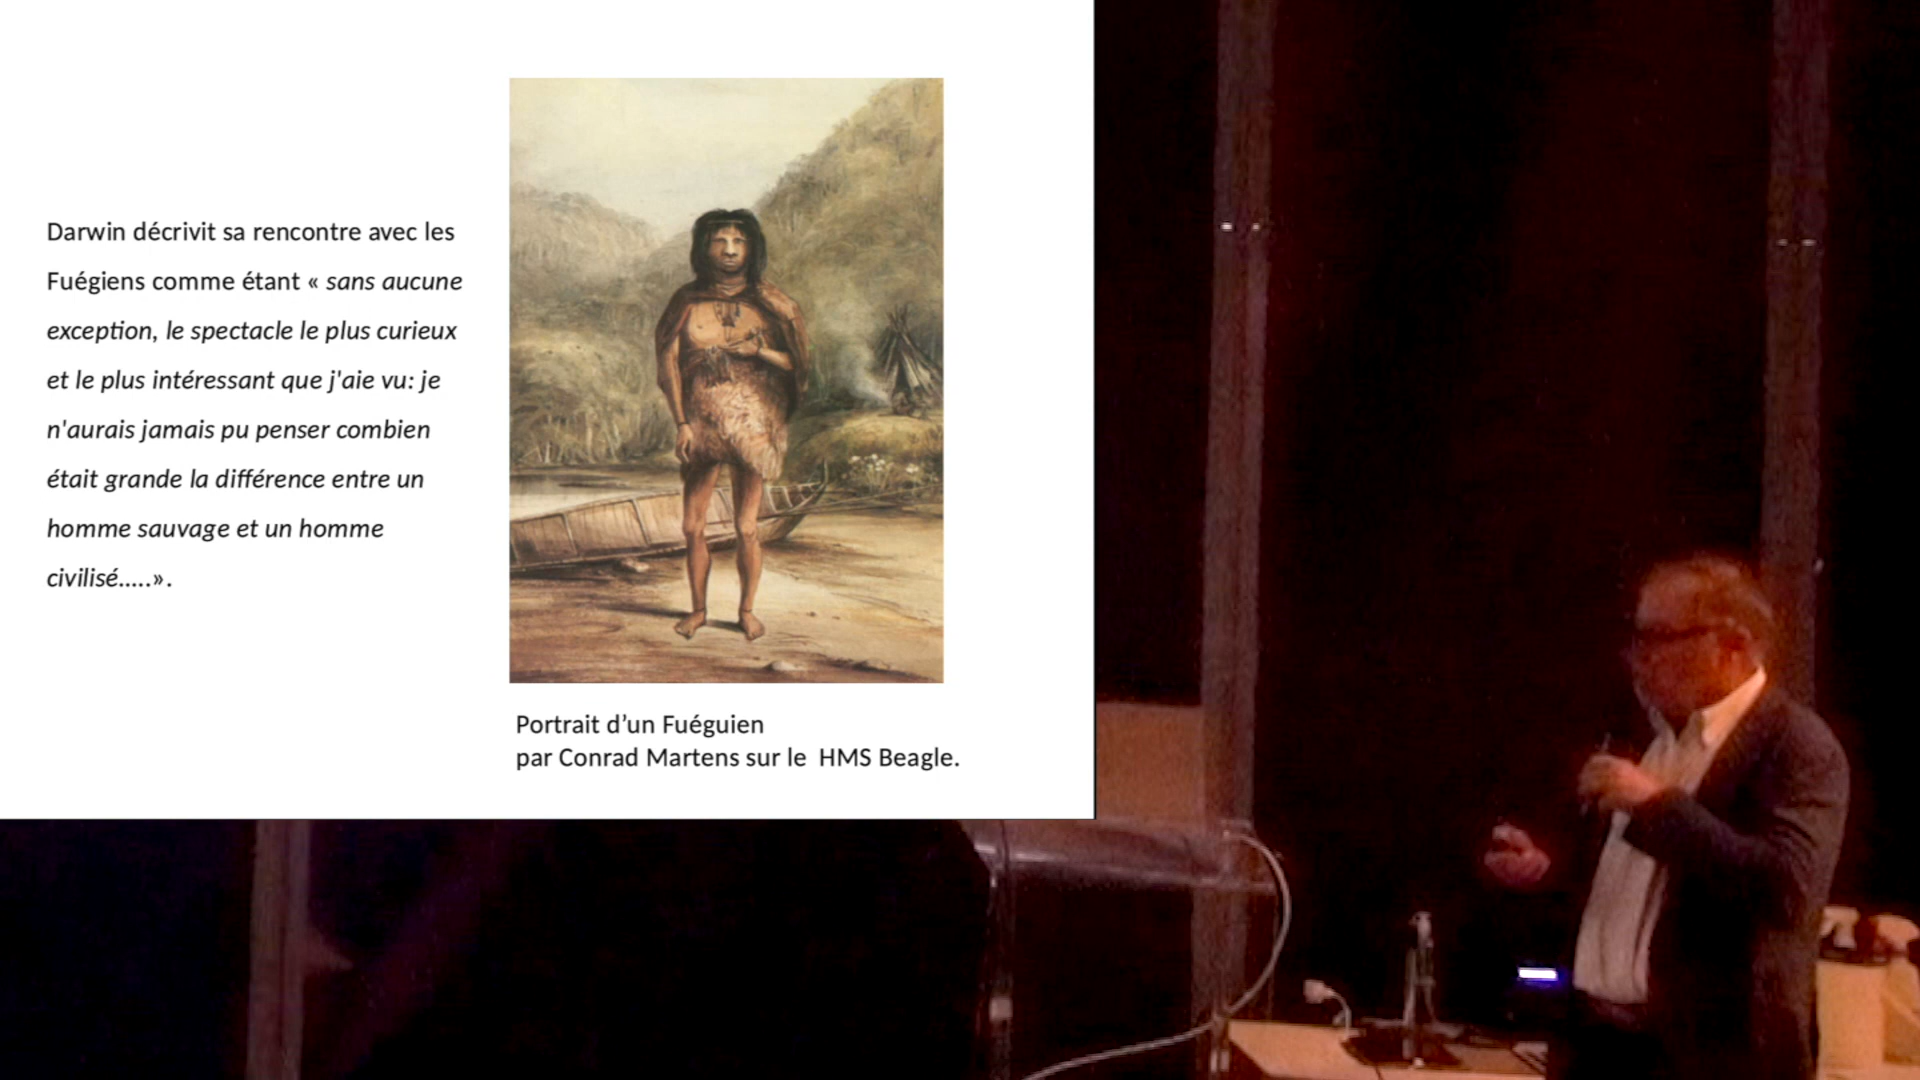 Darwin décrivit sa rencontre avec les
Fuégiens comme étant « sans aucune
exception, le spectacle le plus curieux
et le plus intéressant que j'aie vu: je
n'aurais jamais pu penser combien
était grande la différence entre un
homme sauvage et un homme
civilisé.....».
Portrait d’un Fuéguien
par Conrad Martens sur le  HMS Beagle.